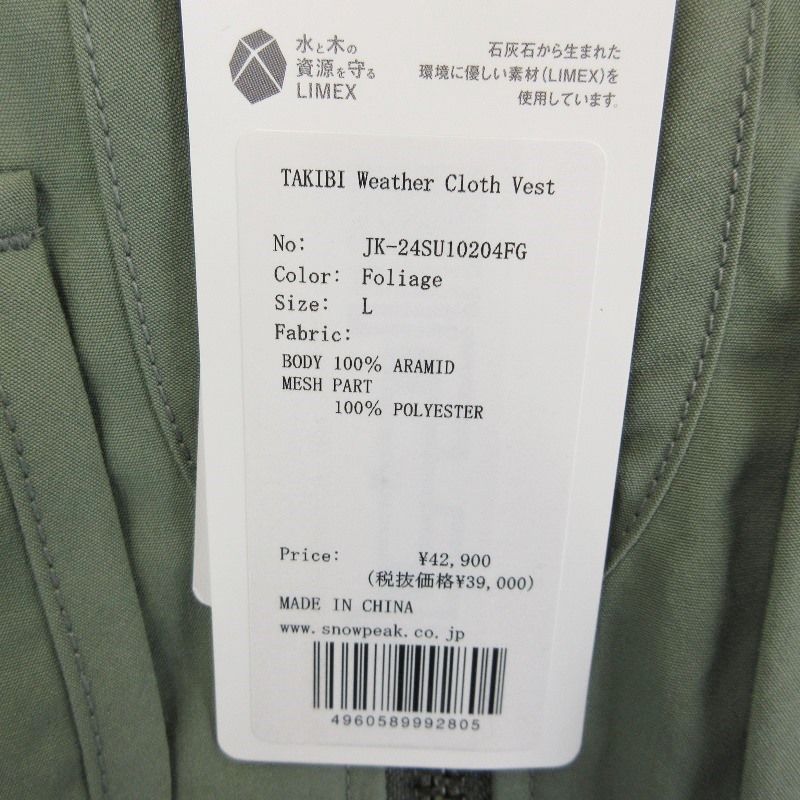 水と木の
資源を守る
LIMEX
石灰石から生まれた
環境に優しい素材(LIMEX)を
使用しています。
TAKIBI Weather Cloth Vest
No: JK-24SU10204FG
Color: Foliage
Size: L
Fabric:
BODY 100% ARAMID
MESH PART
100% POLYESTER
Price: ¥42,900
(税抜価格¥39,000)
MADE IN CHINA
www.snowpeak.co.jp
4960589992805